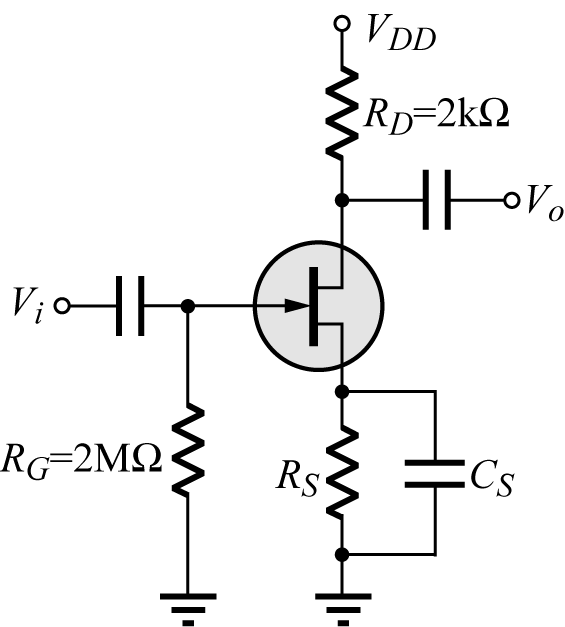 V_DD
R_D=2kΩ
V_o
V_i
R_G=2MΩ
R_S
C_S